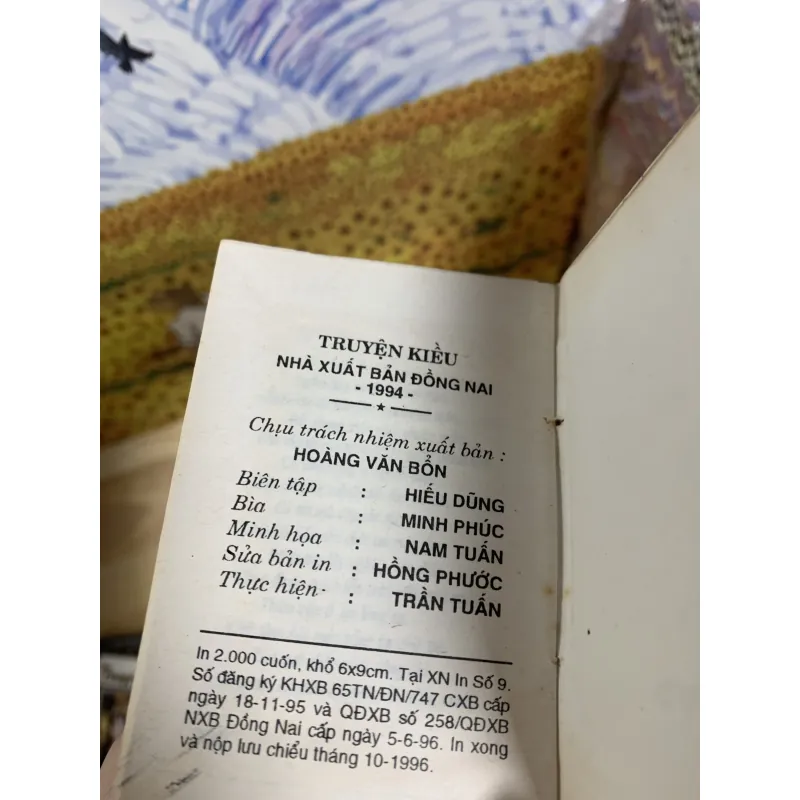 TRUYỆN KIỀU
NHÀ XUẤT BẢN ĐỒNG NAI
- 1994 -
Chịu trách nhiệm xuất bản :
HOÀNG VĂN BỔN
Biên tập : HIẾU DŨNG
Bìa : MINH PHÚC
Minh họa : NAM TUẤN
Sửa bản in : HỒNG PHƯỚC
Thực hiện : TRẦN TUẤN
In 2.000 cuốn, khổ 6x9cm. Tại XN In Số 9.
Số đăng ký KHXB 65TN/ĐN/747 CXB cấp
ngày 18-11-95 và QĐXB số 258/QĐXB
NXB Đồng Nai cấp ngày 5-6-96. In xong
và nộp lưu chiểu tháng 10-1996.